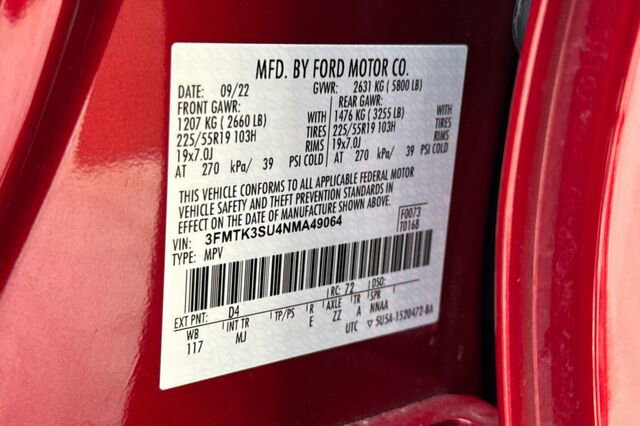 MFD. BY FORD MOTOR CO.
DATE: 09/22 GVWR: 2631 KG ( 5800 LB)
FRONT GAWR: REAR GAWR:
1207 KG ( 2660 LB) WITH 1476 KG ( 3255 LB) WITH
225/55R19 103H TIRES 225/55R19 103H TIRES
19x7.0J RIMS 19x7.0J RIMS
AT 270 kPa/ 39 PSI COLD AT 270 kPa/ 39 PSI COLD
THIS VEHICLE CONFORMS TO ALL APPLICABLE FEDERAL MOTOR
VEHICLE SAFETY AND THEFT PREVENTION STANDARDS IN
EFFECT ON THE DATE OF MANUFACTURE SHOWN ABOVE.
VIN: 3FMTK3SU4NMA49064 F0073
TYPE: MPV T0168
EXT PNT: D4 RC: 72 DSO:
WB INT TR TP/PS R AXLE TR SPR
117 MJ E ZZ A NNAA
UTC ▽ SU5A-1520472-BA